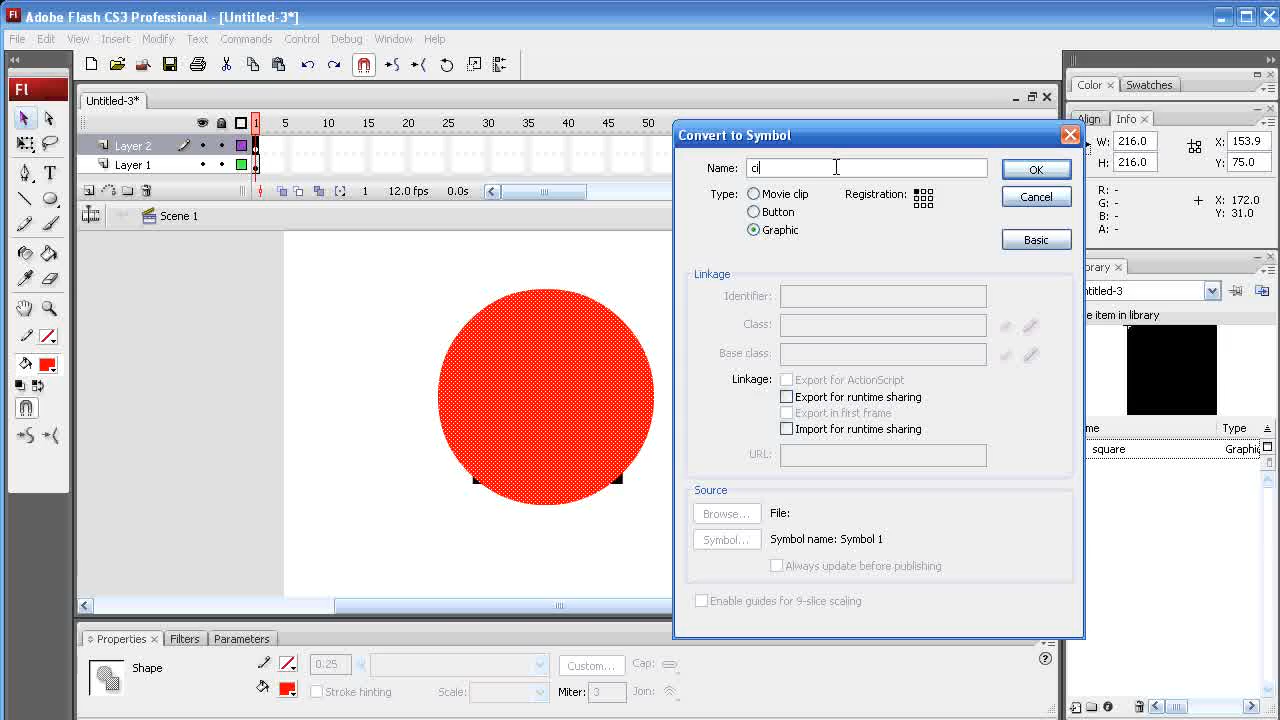 Fl Adobe Flash CS3 Professional - [Untitled-3*]
File Edit View Insert Modify Text Commands Control Debug Window Help
Fl
Untitled-3*
1 5 10 15 20 25 30 35 40 45 50
Layer 2
Layer 1
1 12.0 fps 0.0s
Scene 1
Convert to Symbol
Name: ci
OK
Type: Movie clip Registration:
Button
Graphic
Cancel
Basic
Linkage
Identifier:
Class:
Base class:
Linkage: Export for ActionScript
Export for runtime sharing
Export in first frame
Import for runtime sharing
URL:
Source
Browse... File:
Symbol... Symbol name: Symbol 1
Always update before publishing
Enable guides for 9-slice scaling
Color Swatches
Align Info
W: 216.0 X: 153.9
H: 216.0 Y: 75.0
R: -
G: -
B: -
A: -
X: 172.0
Y: 31.0
rary
ntitled-3
e item in library
me Type
square Graphic
Properties Filters Parameters
Shape
0.25 Custom... Cap:
Stroke hinting Scale: Miter: 3 Join: